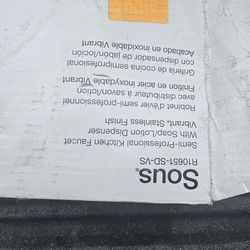 Sous®
R10651-SD-VS
Semi-Professional Kitchen Faucet
With Soap/Lotion Dispenser
Vibrant® Stainless Finish
Robinet d'évier semi-professionnel
avec distributeur à savon/lotion
Finition en acier inoxydable Vibrant
Grifería de cocina semiprofesional
con dispensador de jabón/loción
Acabado en inoxidable Vibrant